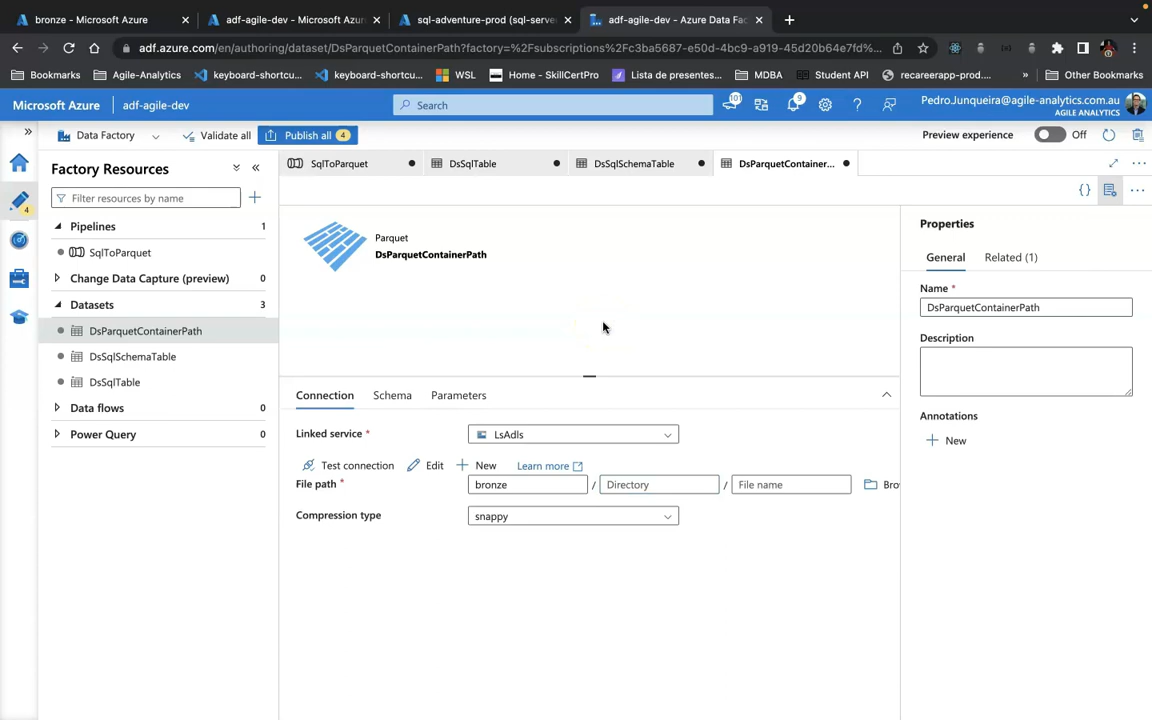 bronze - Microsoft Azure
adf-agile-dev - Microsoft Azur
sql-adventure-prod (sql-serve
adf-agile-dev - Azure Data Fac
adf.azure.com/en/authoring/dataset/DsParquetContainerPath?factory=%2Fsubscriptions%2Fc3ba5687-e50d-4bc9-a919-45d20b64e7fd%...
Bookmarks
Agile-Analytics
keyboard-shortcu...
keyboard-shortcu...
WSL
Home - SkillCertPro
Lista de presentes...
MDBA
Student API
recareerapp-prod....
»
Other Bookmarks
Microsoft Azure
adf-agile-dev
Search
101
9
Pedro.Junqueira@agile-analytics.com.au
AGILE ANALYTICS
Data Factory
Validate all
Publish all 4
Preview experience
Off
Factory Resources
Filter resources by name
Pipelines 1
SqlToParquet
Change Data Capture (preview) 0
Datasets 3
DsParquetContainerPath
DsSqlSchemaTable
DsSqlTable
Data flows 0
Power Query 0
4
SqlToParquet
DsSqlTable
DsSqlSchemaTable
DsParquetContainer...
{}
Parquet
DsParquetContainerPath
Connection
Schema
Parameters
Linked service *
LsAdls
Test connection
Edit
New
Learn more
File path *
bronze / Directory / File name
Bro
Compression type
snappy
Properties
General
Related (1)
Name *
DsParquetContainerPath
Description
Annotations
New